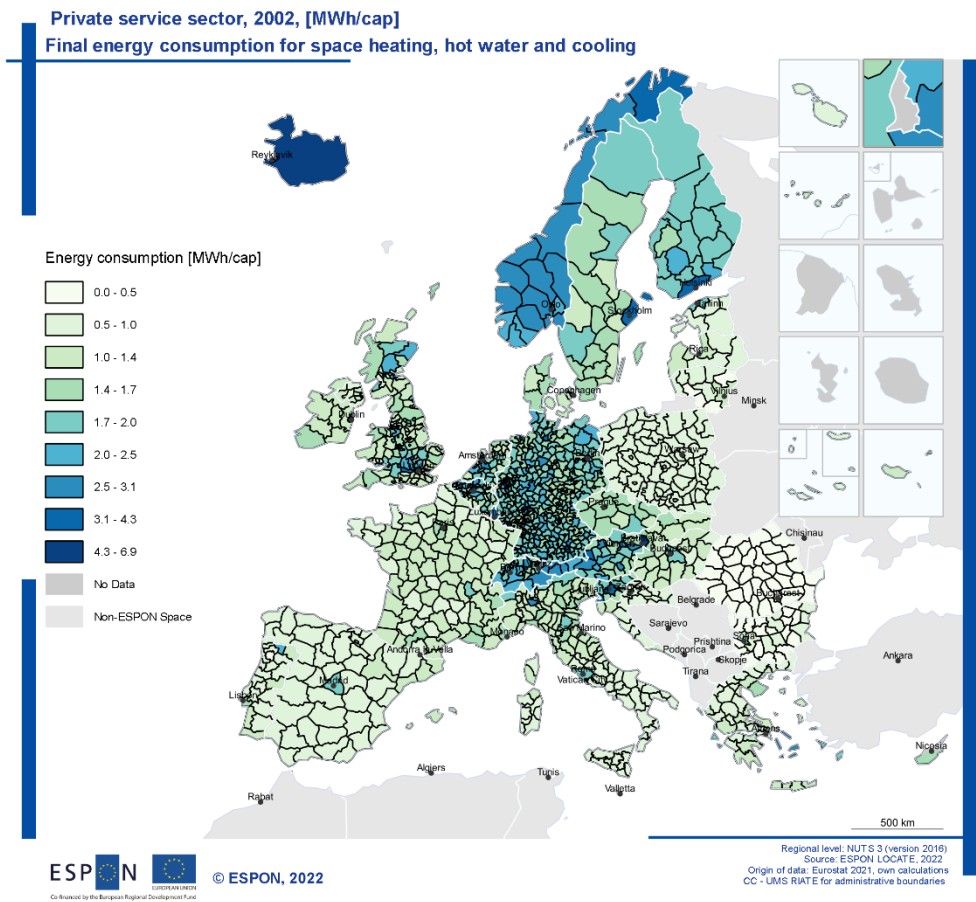 Private service sector, 2002, [MWh/cap]
Final energy consumption for space heating, hot water and cooling
Reykjavik
Energy consumption [MWh/cap]
0.0 - 0.5
0.5 - 1.0
1.0 - 1.4
1.4 - 1.7
1.7 - 2.0
2.0 - 2.5
2.5 - 3.1
3.1 - 4.3
4.3 - 6.9
No Data
Non-ESPON Space
Oslo
Stockholm
Helsinki
Tallinn
Riga
Vilnius
Minsk
Copenhagen
Dublin
Amsterdam
Berlin
Warsaw
Prague
Paris
Chisinau
Budapest
Bucharest
Belgrade
San Marino
Monaco
Sarajevo
Prishtina
Sofia
Podgorica
Skopje
Andorra la Vella
Rome
Vatican City
Tirana
Ankara
Madrid
Lisbon
Athens
Nicosia
Algiers
Tunis
Valletta
Rabat
500 km
Regional level: NUTS 3 (version 2016)
Source: ESPON LOCATE, 2022
Origin of data: Eurostat 2021, own calculations
CC - UMS RIATE for administrative boundaries
ESPON
EUROPEAN UNION
Co-financed by the European Regional Development Fund
© ESPON, 2022